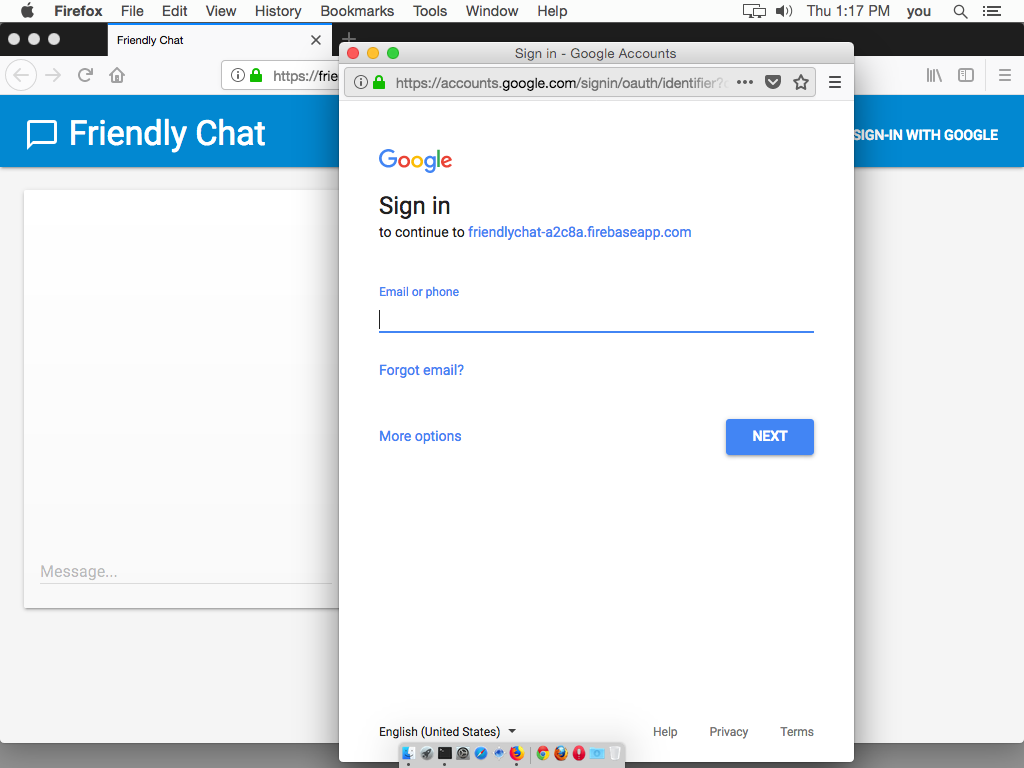 Firefox File Edit View History Bookmarks Tools Window Help Thu 1:17 PM you
Friendly Chat
Sign in - Google Accounts
https://frie
https://accounts.google.com/signin/oauth/identifier?
Friendly Chat
SIGN-IN WITH GOOGLE
Google
Sign in
to continue to friendlychat-a2c8a.firebaseapp.com
Email or phone
Forgot email?
More options
NEXT
Message...
English (United States)
Help Privacy Terms